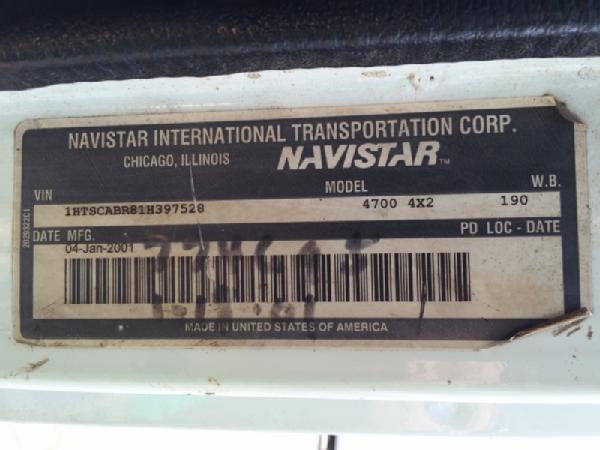 NAVISTAR INTERNATIONAL TRANSPORTATION CORP.
CHICAGO, ILLINOIS NAVISTAR™
VIN MODEL W.B.
1HTSCABR81H397528 4700 4X2 190
DATE MFG. PD LOC - DATE
04-Jan-2001
MADE IN UNITED STATES OF AMERICA